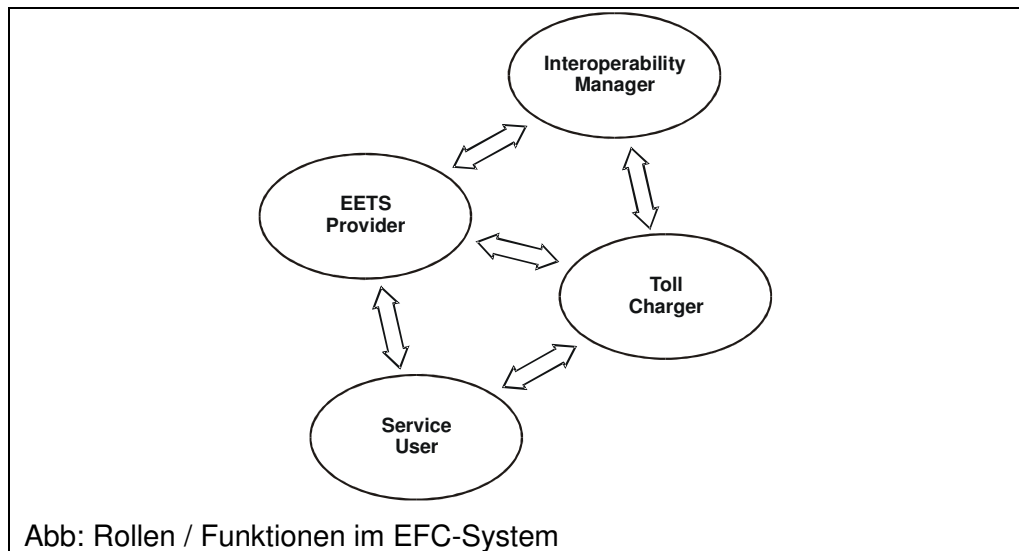 Interoperability
Manager
EETS
Provider
Toll
Charger
Service
User
Abb: Rollen / Funktionen im EFC-System